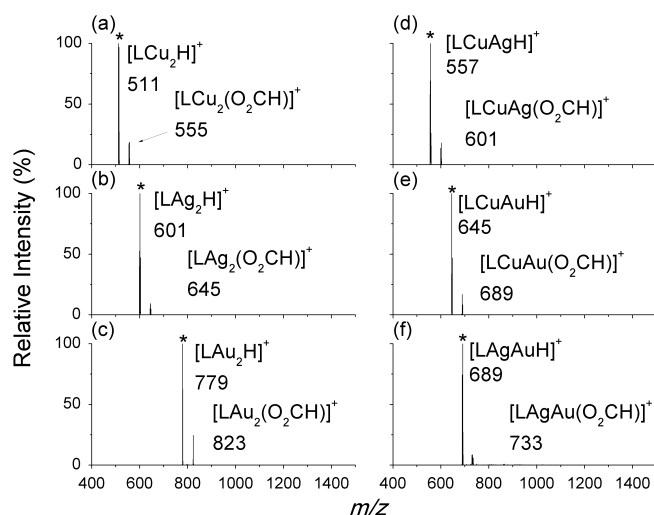 Relative Intensity (%)
(a)
* [LCu₂H]⁺
511
[LCu₂(O₂CH)]⁺
555
100
50
0
(b)
* [LAg₂H]⁺
601
[LAg₂(O₂CH)]⁺
645
100
50
0
(c)
* [LAu₂H]⁺
779
[LAu₂(O₂CH)]⁺
823
100
50
0
400 600 800 1000 1200 1400
(d)
* [LCuAgH]⁺
557
[LCuAg(O₂CH)]⁺
601
(e)
* [LCuAuH]⁺
645
[LCuAu(O₂CH)]⁺
689
(f)
* [LAgAuH]⁺
689
[LAgAu(O₂CH)]⁺
733
400 600 800 1000 1200 1400
m/z